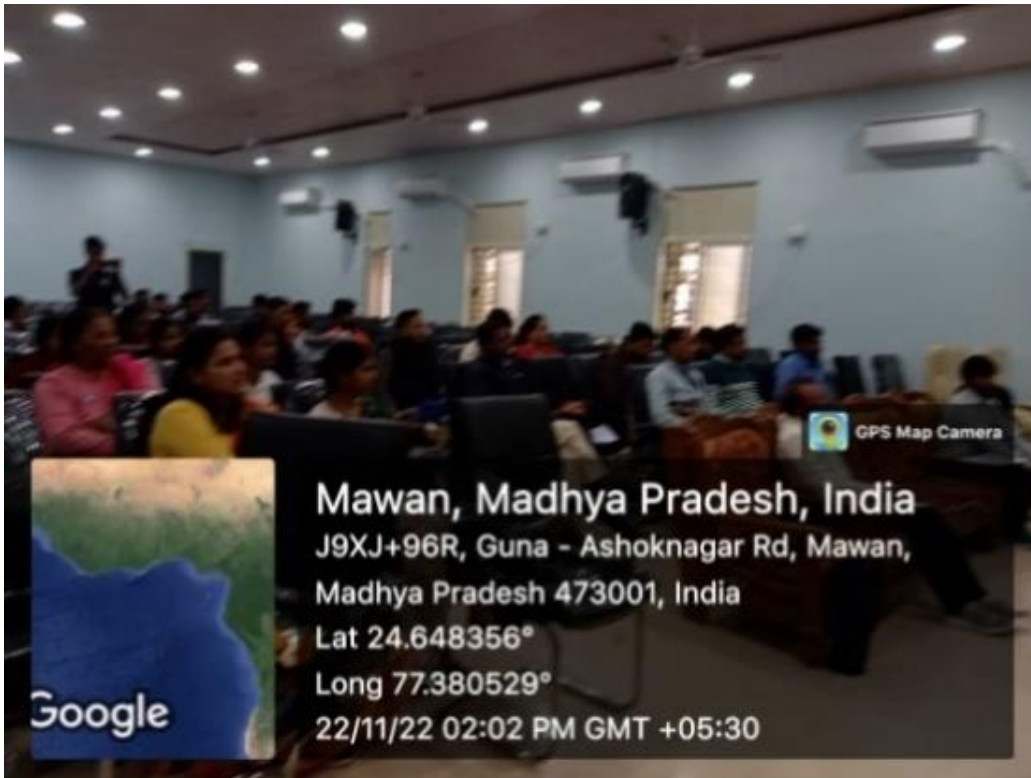 GPS Map Camera
Mawan, Madhya Pradesh, India
J9XJ+96R, Guna - Ashoknagar Rd, Mawan,
Madhya Pradesh 473001, India
Lat 24.648356°
Long 77.380529°
22/11/22 02:02 PM GMT +05:30
Google